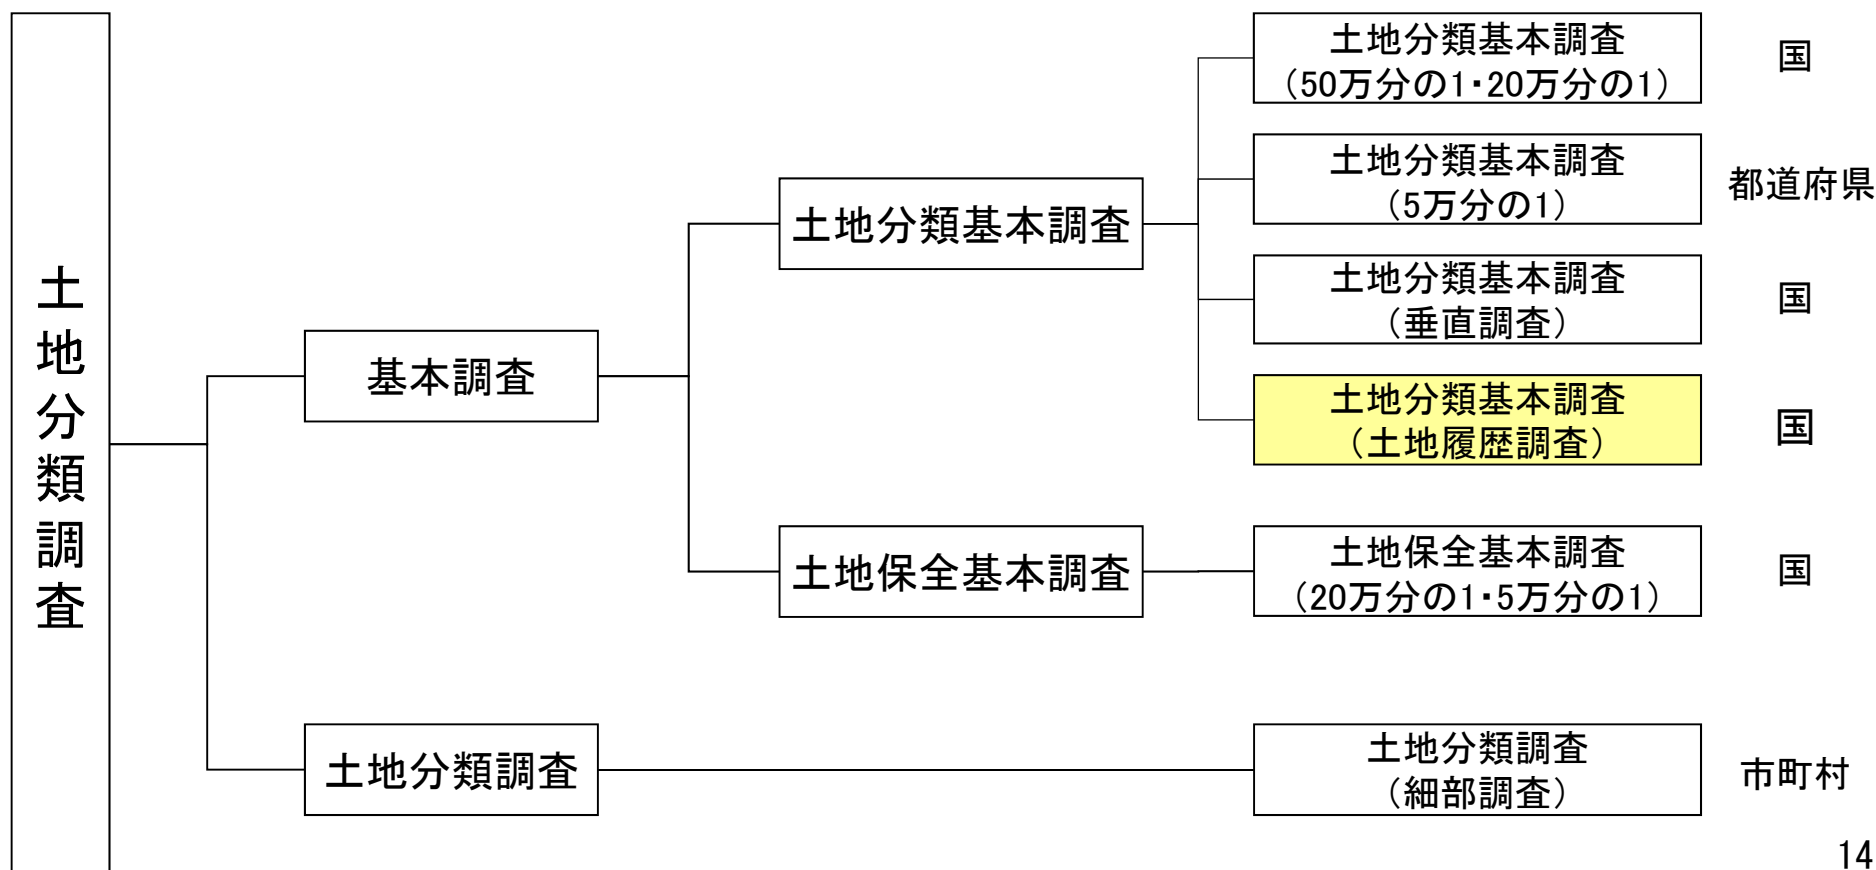 土地分類調査
基本調査
土地分類基本調査
土地分類基本調査
(50万分の1・20万分の1)
国
土地分類基本調査
(5万分の1)
都道府県
土地分類基本調査
(垂直調査)
国
土地分類基本調査
(土地履歴調査)
国
土地保全基本調査
土地保全基本調査
(20万分の1・5万分の1)
国
土地分類調査
土地分類調査
(細部調査)
市町村
14